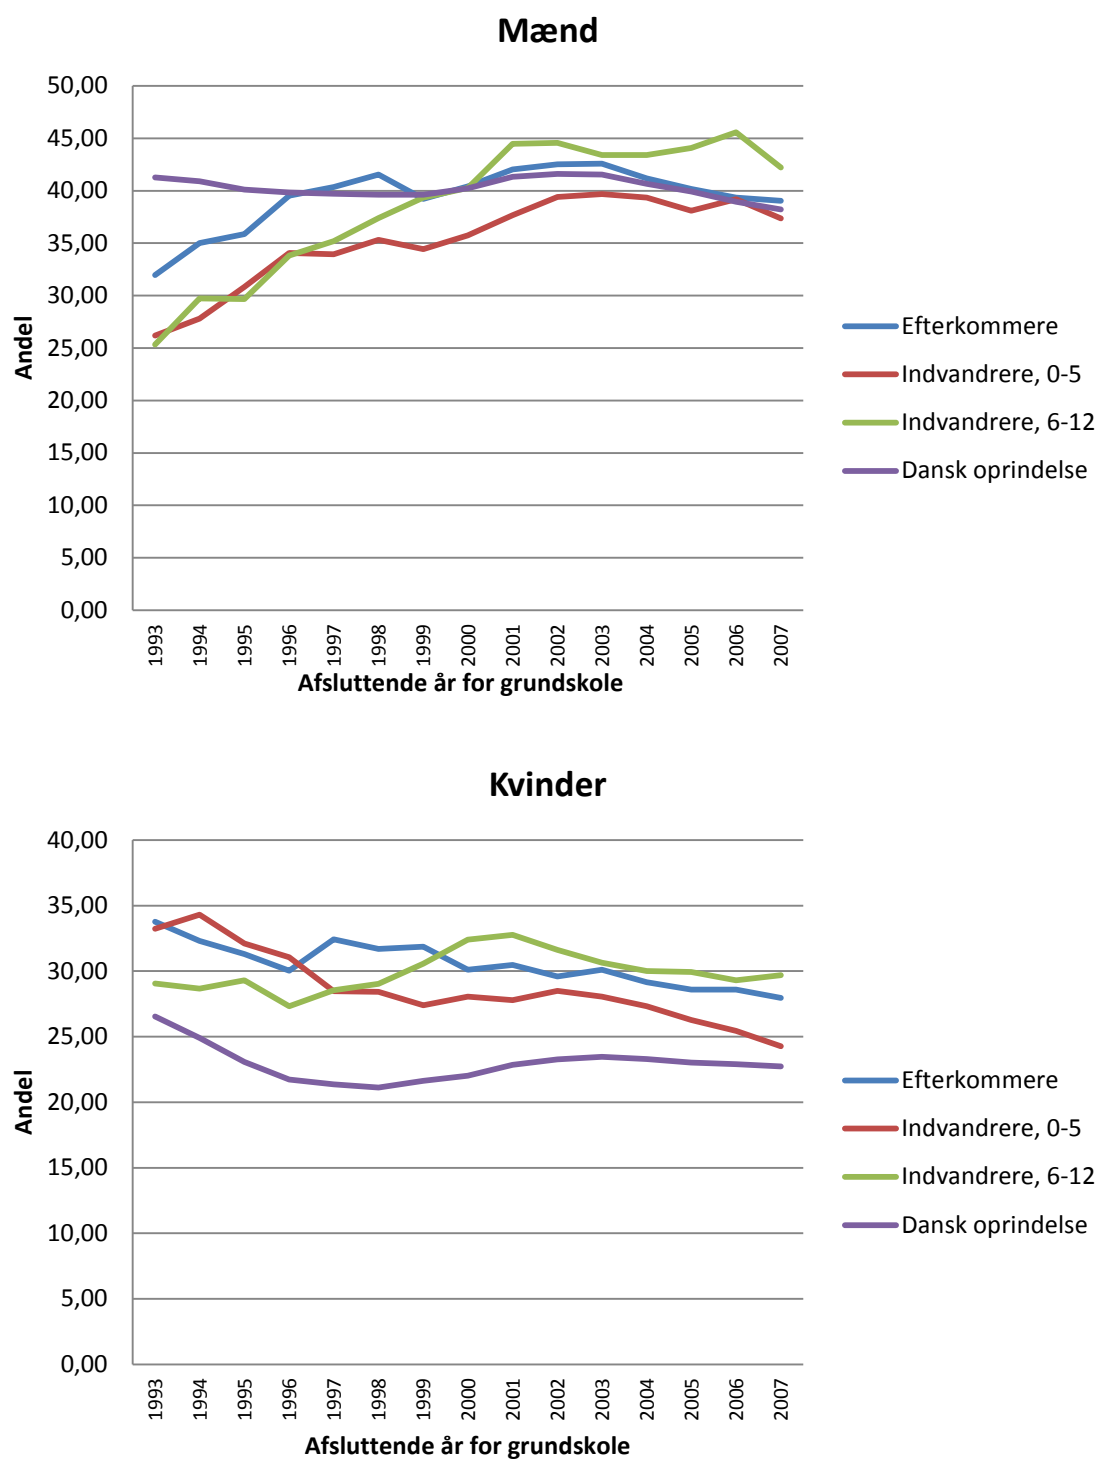 Mænd
50,00
45,00
40,00
35,00
30,00
25,00
20,00
15,00
10,00
5,00
0,00
Andel
1993 1994 1995 1996 1997 1998 1999 2000 2001 2002 2003 2004 2005 2006 2007
Afsluttende år for grundskole
Efterkommere
Indvandrere, 0-5
Indvandrere, 6-12
Dansk oprindelse
Kvinder
40,00
35,00
30,00
25,00
20,00
15,00
10,00
5,00
0,00
Andel
1993 1994 1995 1996 1997 1998 1999 2000 2001 2002 2003 2004 2005 2006 2007
Afsluttende år for grundskole
Efterkommere
Indvandrere, 0-5
Indvandrere, 6-12
Dansk oprindelse